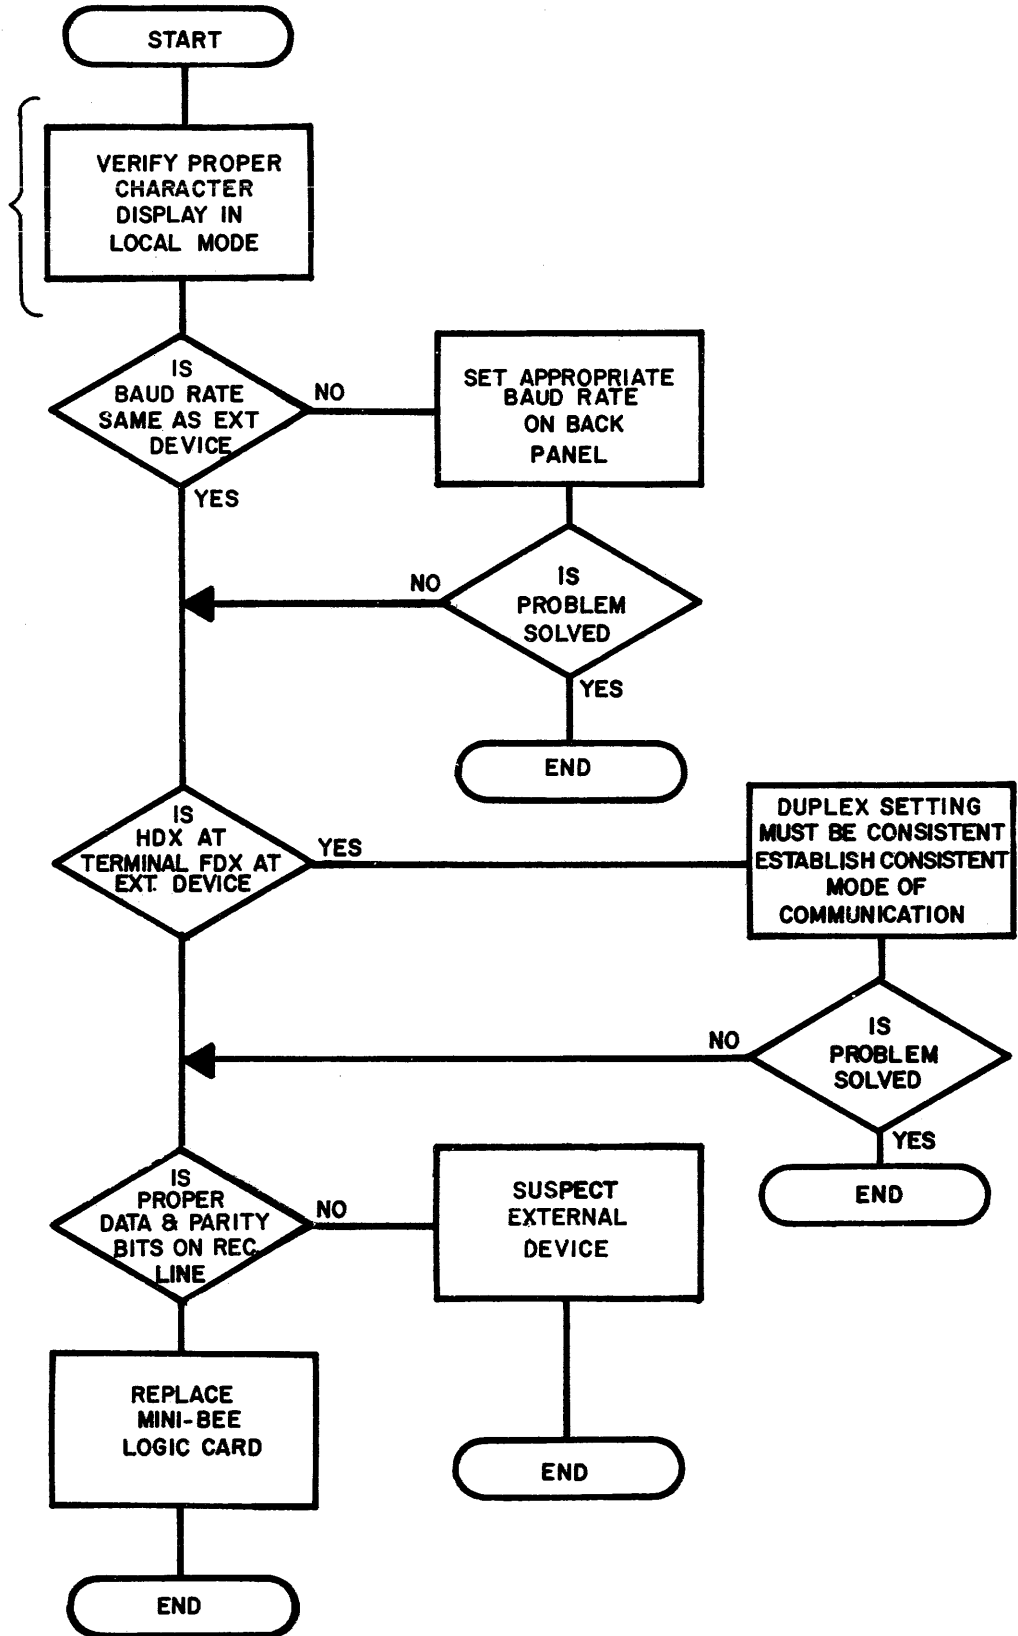 START
VERIFY PROPER
CHARACTER
DISPLAY IN
LOCAL MODE
IS
BAUD RATE
SAME AS EXT
DEVICE
NO
YES
SET APPROPRIATE
BAUD RATE
ON BACK
PANEL
IS
PROBLEM
SOLVED
NO
YES
END
IS
HDX AT
TERMINAL FDX AT
EXT. DEVICE
YES
DUPLEX SETTING
MUST BE CONSISTENT
ESTABLISH CONSISTENT
MODE OF
COMMUNICATION
IS
PROBLEM
SOLVED
NO
YES
END
IS
PROPER
DATA & PARITY
BITS ON REC.
LINE
NO
SUSPECT
EXTERNAL
DEVICE
END
REPLACE
MINI-BEE
LOGIC CARD
END